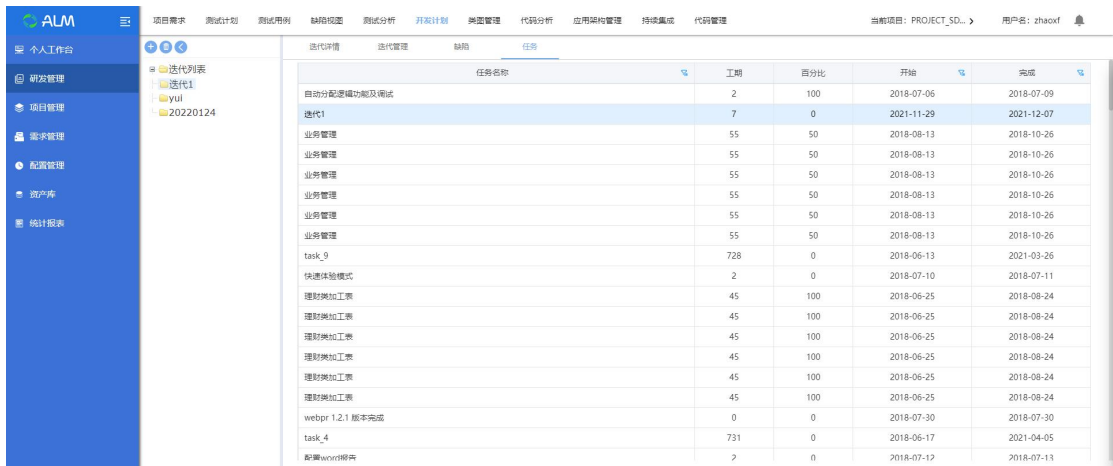 ALM 项目需求 测试计划 测试用例 缺陷视图 测试分析 开发计划 类图管理 代码分析 应用架构管理 持续集成 代码管理 当前项目: PROJECT_SD... 用户名: zhaoxf
个人工作台
研发管理
项目管理
需求管理
配置管理
资产库
统计报表
迭代列表
迭代1
yui
20220124
迭代详情 迭代管理 缺陷 任务
任务名称 工期 百分比 开始 完成
自动分配逻辑功能及调试 2 100 2018-07-06 2018-07-09
迭代1 7 0 2021-11-29 2021-12-07
业务管理 55 50 2018-08-13 2018-10-26
业务管理 55 50 2018-08-13 2018-10-26
业务管理 55 50 2018-08-13 2018-10-26
业务管理 55 50 2018-08-13 2018-10-26
业务管理 55 50 2018-08-13 2018-10-26
业务管理 55 50 2018-08-13 2018-10-26
task_9 728 0 2018-06-13 2021-03-26
快速体验模式 2 0 2018-07-10 2018-07-11
理财类加工表 45 100 2018-06-25 2018-08-24
理财类加工表 45 100 2018-06-25 2018-08-24
理财类加工表 45 100 2018-06-25 2018-08-24
理财类加工表 45 100 2018-06-25 2018-08-24
理财类加工表 45 100 2018-06-25 2018-08-24
理财类加工表 45 100 2018-06-25 2018-08-24
webpr 1.2.1 版本完成 0 0 2018-07-30 2018-07-30
task_4 731 0 2018-06-17 2021-04-05
配置word报告 2 0 2018-07-12 2018-07-13